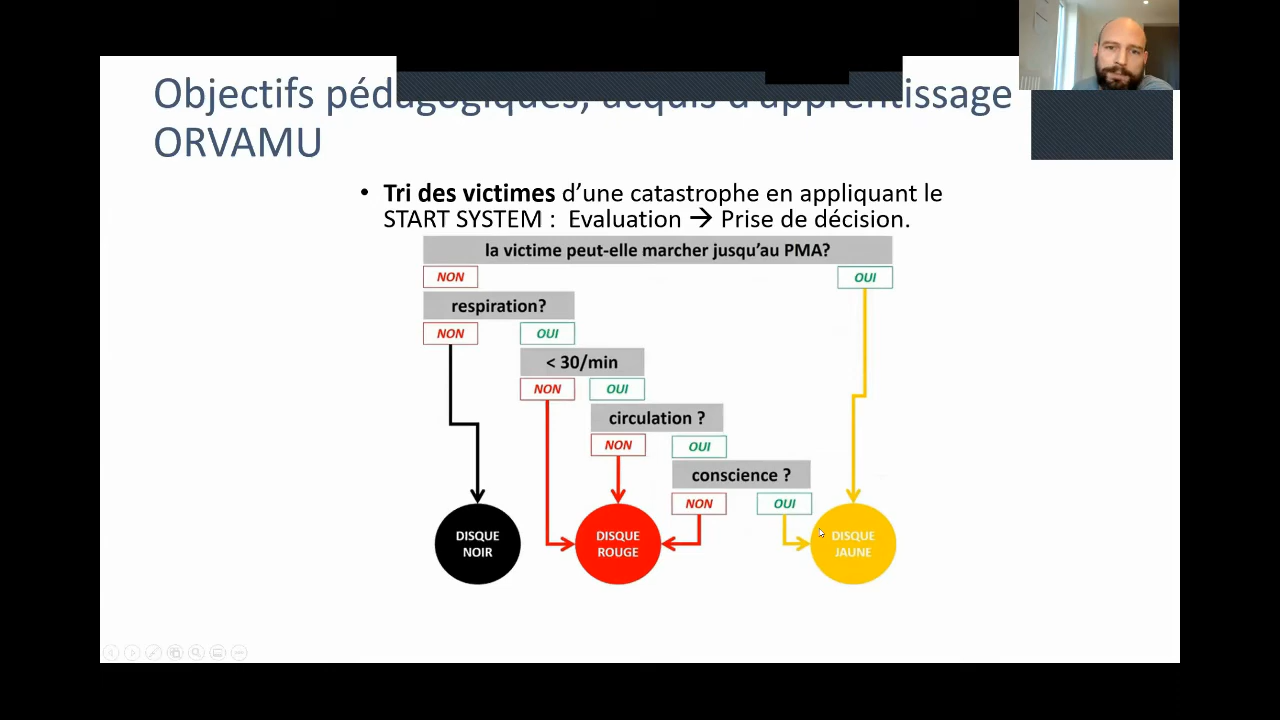 Objectifs pédagogiques, acquis d'apprentissage
ORVAMU
• Tri des victimes d'une catastrophe en appliquant le
START SYSTEM : Evaluation → Prise de décision.
la victime peut-elle marcher jusqu'au PMA?
NON
OUI
respiration?
NON
OUI
< 30/min
NON
OUI
circulation ?
NON
OUI
conscience ?
NON
OUI
DISQUE
NOIR
DISQUE
ROUGE
DISQUE
JAUNE